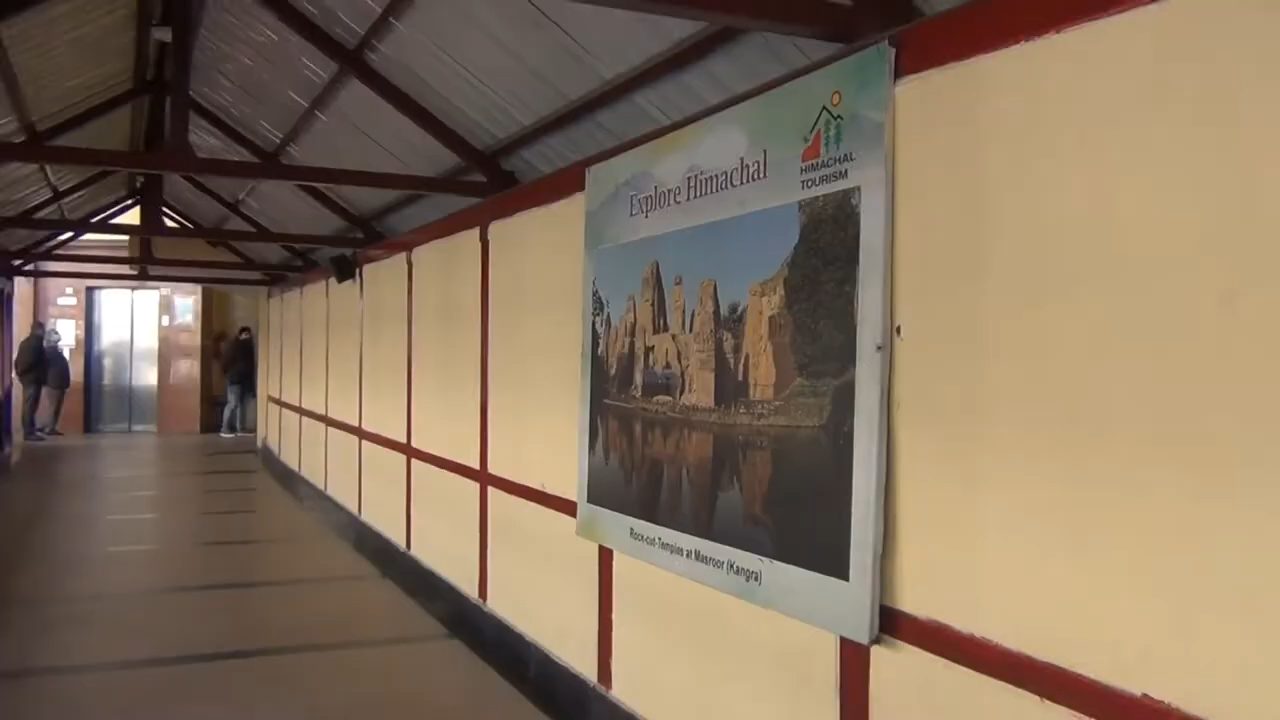 Explore Himachal
HIMACHAL
TOURISM
Rock-cut-Temples at Masroor (Kangra)